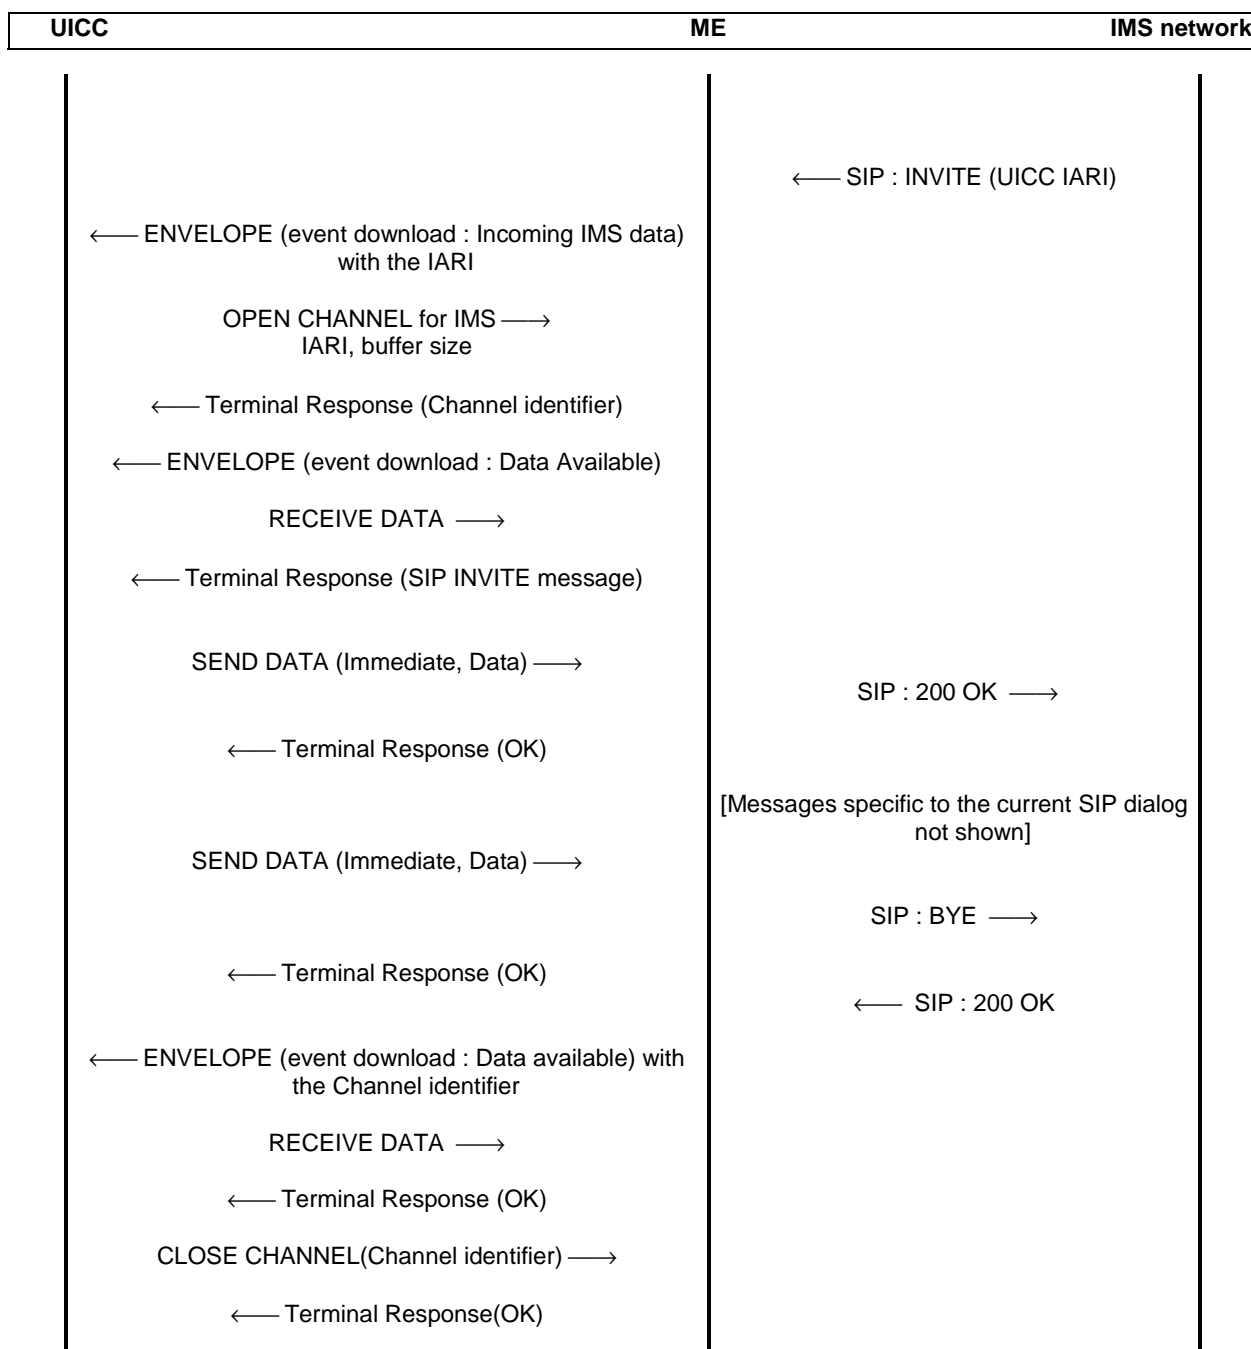 UICC ME IMS network
←— SIP : INVITE (UICC IARI)
←— ENVELOPE (event download : Incoming IMS data)
with the IARI
OPEN CHANNEL for IMS —→
IARI, buffer size
←— Terminal Response (Channel identifier)
←— ENVELOPE (event download : Data Available)
RECEIVE DATA —→
←— Terminal Response (SIP INVITE message)
SEND DATA (Immediate, Data) —→
SIP : 200 OK —→
←— Terminal Response (OK)
[Messages specific to the current SIP dialog
not shown]
SEND DATA (Immediate, Data) —→
SIP : BYE —→
←— Terminal Response (OK)
←— SIP : 200 OK
←— ENVELOPE (event download : Data available) with
the Channel identifier
RECEIVE DATA —→
←— Terminal Response (OK)
CLOSE CHANNEL(Channel identifier) —→
←— Terminal Response(OK)